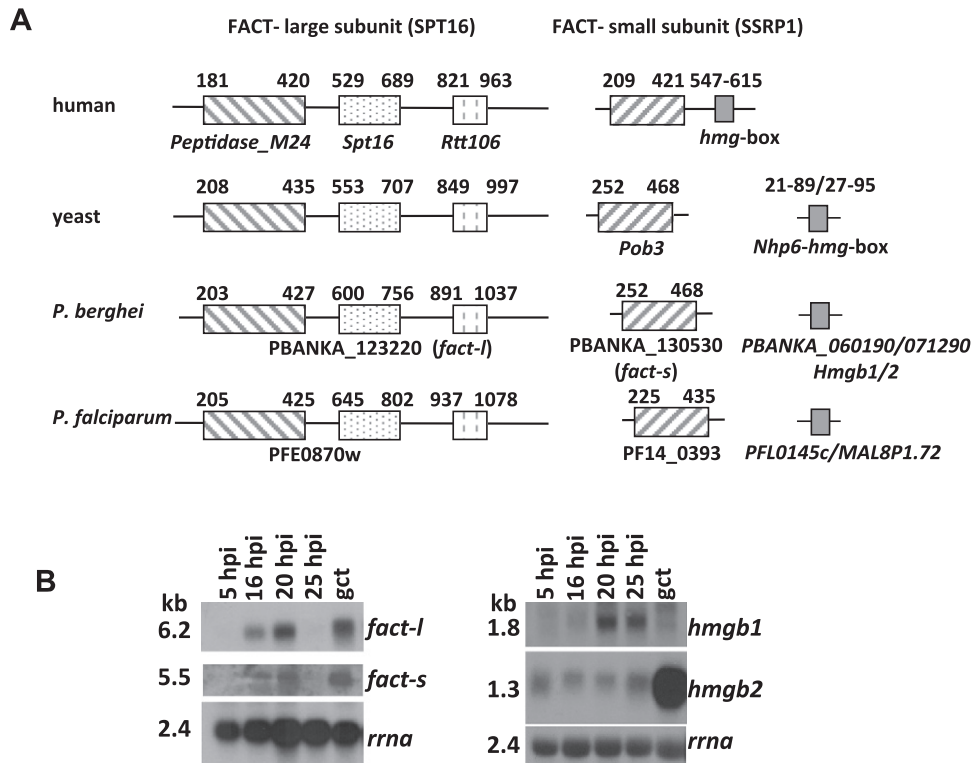 A
FACT- large subunit (SPT16)
FACT- small subunit (SSRP1)
181 420 529 689 821 963 209 421 547-615
human
Peptidase_M24 Spt16 Rtt106 hmg-box
208 435 553 707 849 997 252 468 21-89/27-95
yeast
Pob3 Nhp6-hmg-box
203 427 600 756 891 1037 252 468
P. berghei
PBANKA_123220 (fact-l) PBANKA_130530 PBANKA_060190/071290
(fact-s) Hmgb1/2
205 425 645 802 937 1078 225 435
P. falciparum
PFE0870w PF14_0393 PFL0145c/MAL8P1.72
B
5 hpi 16 hpi 20 hpi 25 hpi gct
kb
6.2 fact-l
5.5 fact-s
2.4 rrna
5 hpi 16 hpi 20 hpi 25 hpi gct
kb
1.8 hmgb1
1.3 hmgb2
2.4 rrna